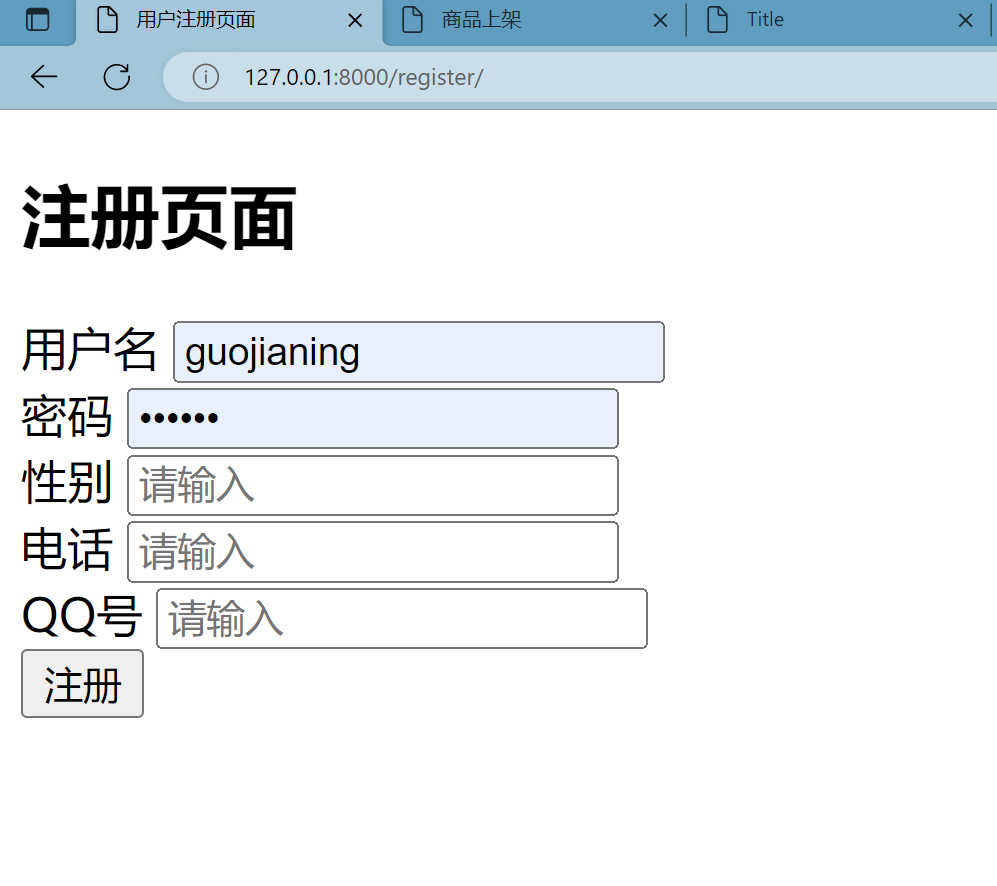 用户注册页面
商品上架
Title
127.0.0.1:8000/register/
注册页面
用户名 guojianing
密码 ••••••
性别 请输入
电话 请输入
QQ号 请输入
注册